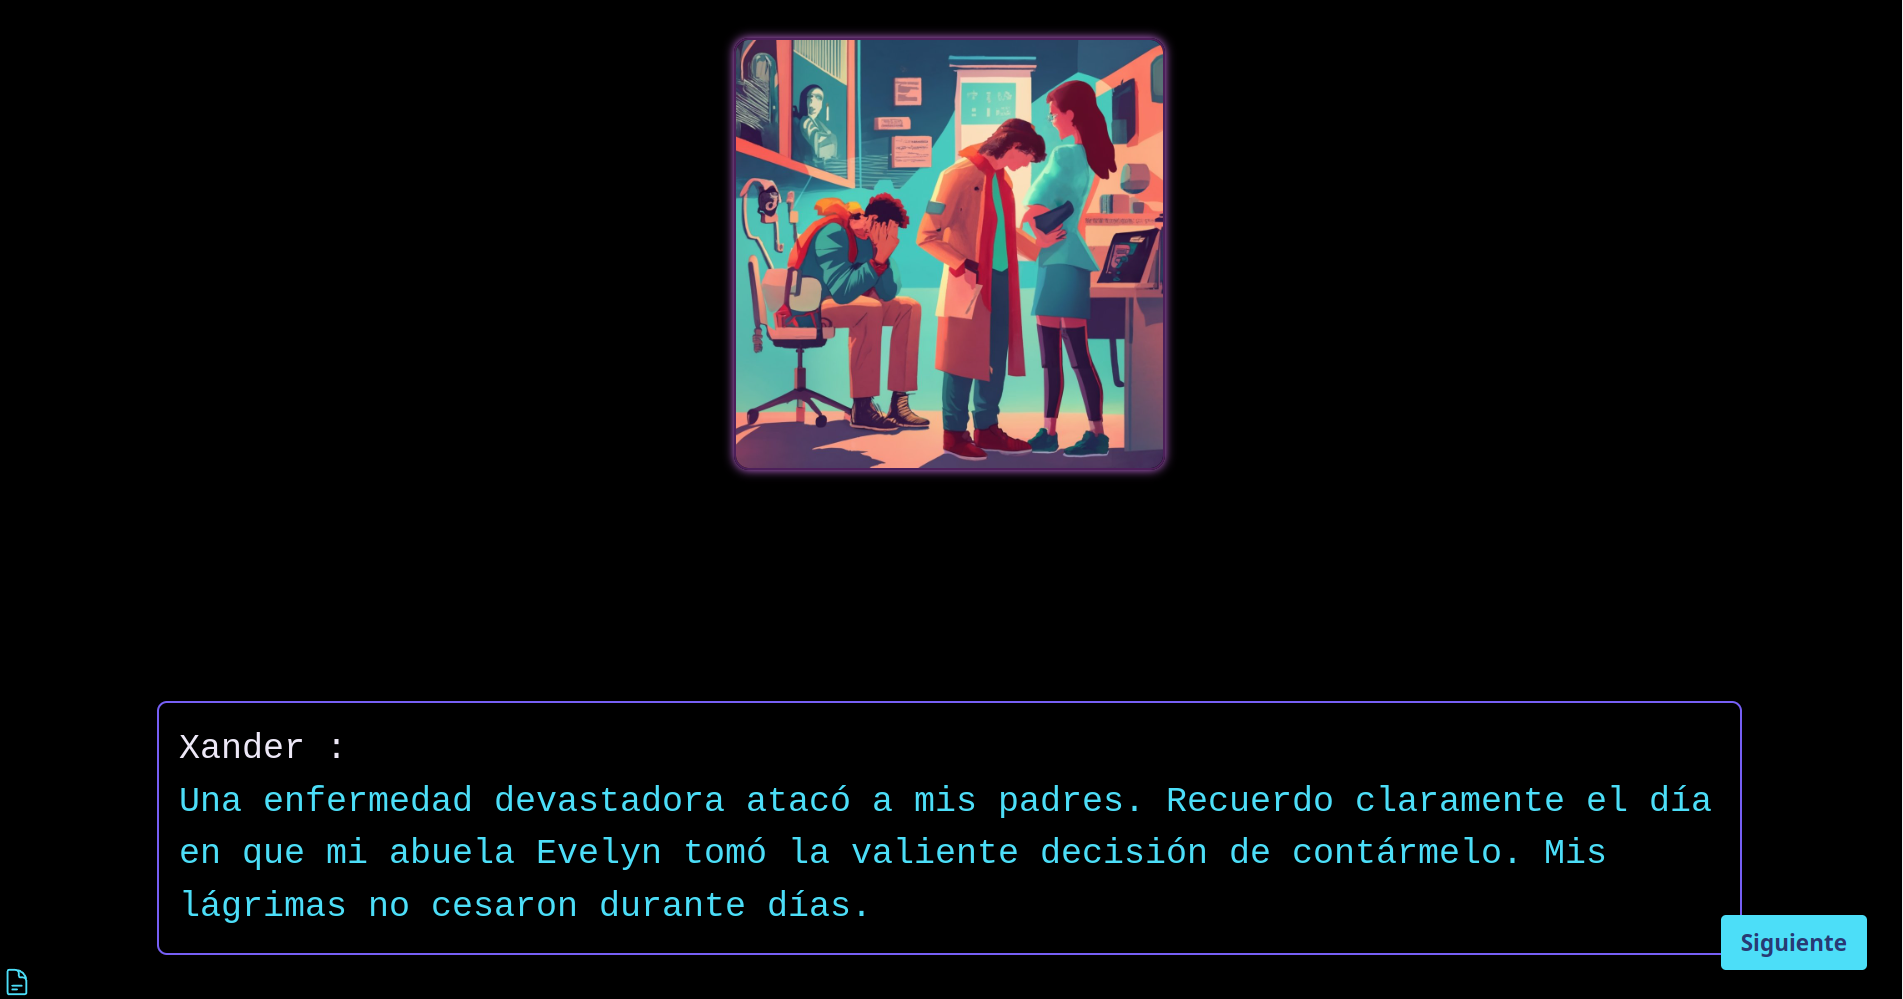 Xander :
Una enfermedad devastadora atacó a mis padres. Recuerdo claramente el día
en que mi abuela Evelyn tomó la valiente decisión de contármelo. Mis
lágrimas no cesaron durante días.
Siguiente